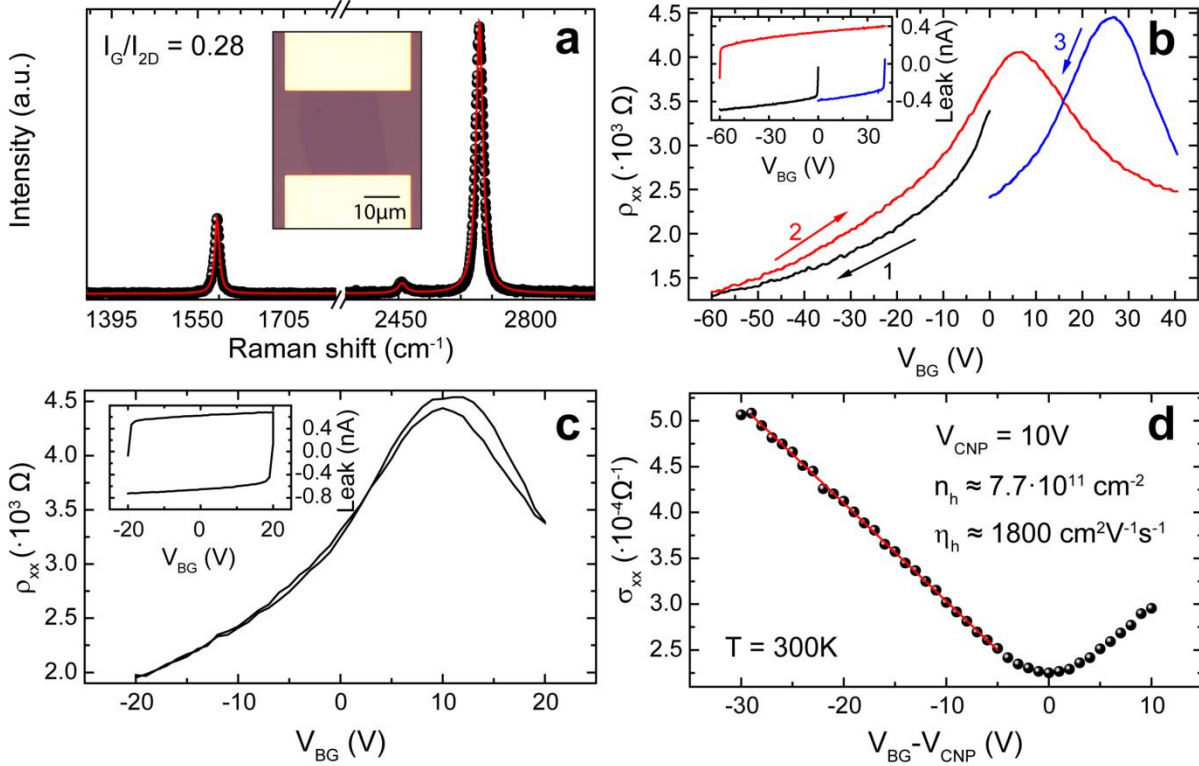 a
I_G/I_2D = 0.28
10μm
Intensity (a.u.)
1395 1550 1705 2450 2800
Raman shift (cm⁻¹)
b
0.4
0.0
-0.4
Leak (nA)
-60 -30 0 30
V_BG (V)
3
2
1
4.5
4.0
3.5
3.0
2.5
2.0
1.5
ρ_xx (·10³ Ω)
-60 -50 -40 -30 -20 -10 0 10 20 30 40
V_BG (V)
c
0.4
0.0
-0.4
-0.8
Leak (nA)
-20 0 20
V_BG (V)
4.5
4.0
3.5
3.0
2.5
2.0
ρ_xx (·10³ Ω)
-20 -10 0 10 20
V_BG (V)
d
V_CNP = 10V
n_h ≈ 7.7·10¹¹ cm⁻²
η_h ≈ 1800 cm²V⁻¹s⁻¹
T = 300K
5.0
4.5
4.0
3.5
3.0
2.5
σ_xx (·10⁻⁴Ω⁻¹)
-30 -20 -10 0 10
V_BG-V_CNP (V)